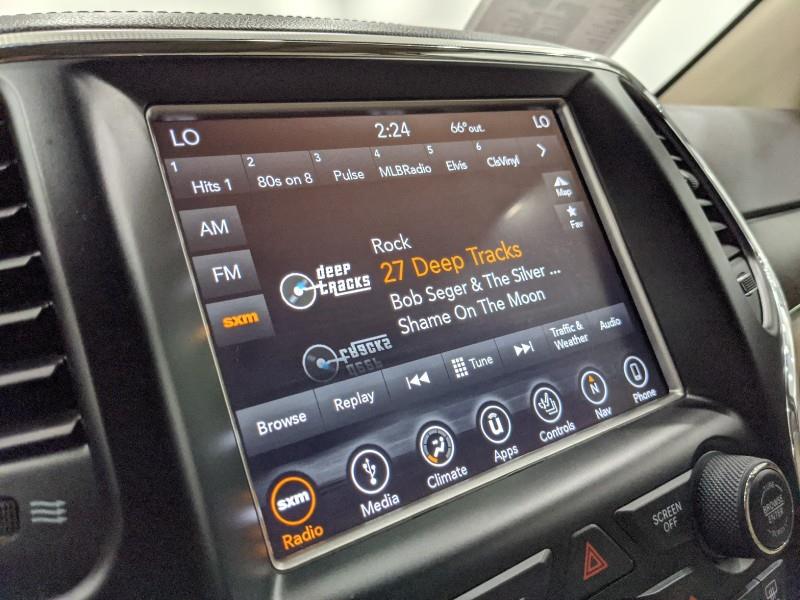 LO 2:24 66° out. LO
1 Hits 1 2 80s on 8 3 Pulse 4 MLBRadio 5 Elvis 6 ClsVinyl
Map
Fav
AM
FM
sxm
deep
tracks
Rock
27 Deep Tracks
Bob Seger & The Silver ...
Shame On The Moon
Browse Replay Tune Traffic & Weather Audio
sxm
Radio Media Climate Apps Controls Nav Phone
U
N
SCREEN
OFF
BROWSE
ENTER